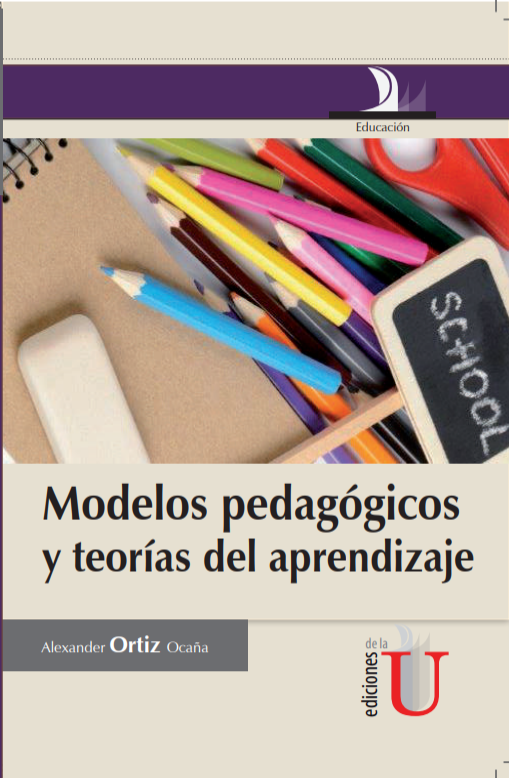 Educación
SCHOOL
Modelos pedagógicos
y teorías del aprendizaje
Alexander Ortiz Ocaña
ediciones de la
U